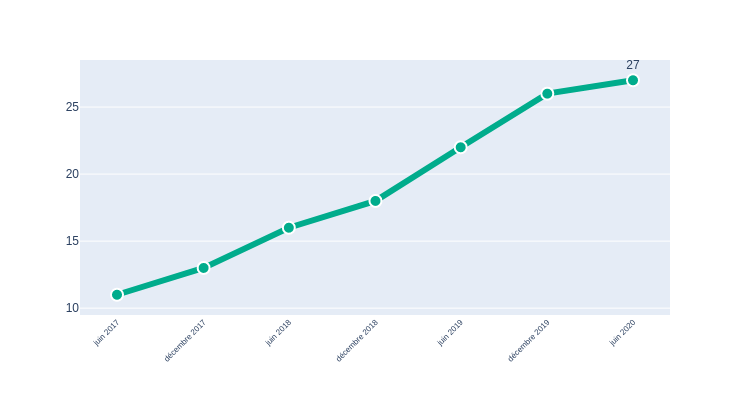 27
25
20
15
10
juin 2017
décembre 2017
juin 2018
décembre 2018
juin 2019
décembre 2019
juin 2020